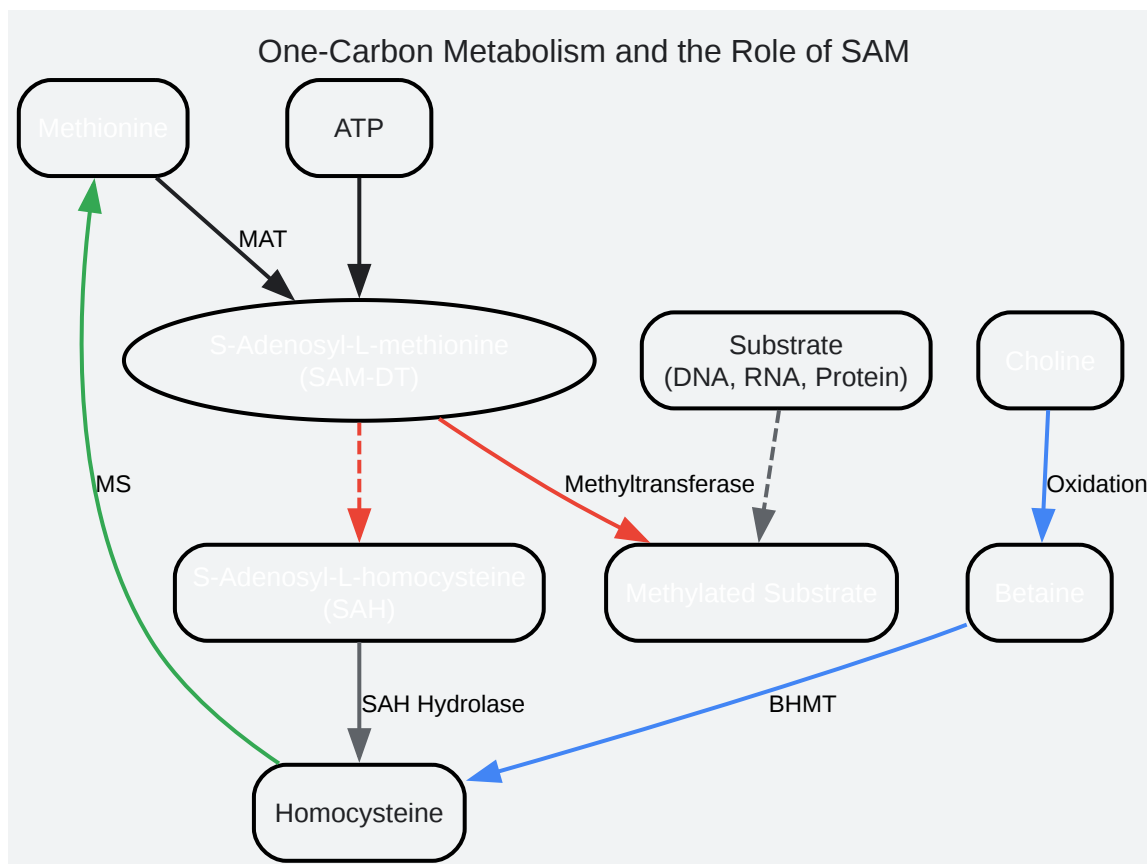 One-Carbon Metabolism and the Role of SAM
Methionine
ATP
MAT
S-Adenosyl-L-methionine
(SAM-DT)
Substrate
(DNA, RNA, Protein)
Choline
MS
Methyltransferase
Oxidation
S-Adenosyl-L-homocysteine
(SAH)
Methylated Substrate
Betaine
SAH Hydrolase
BHMT
Homocysteine